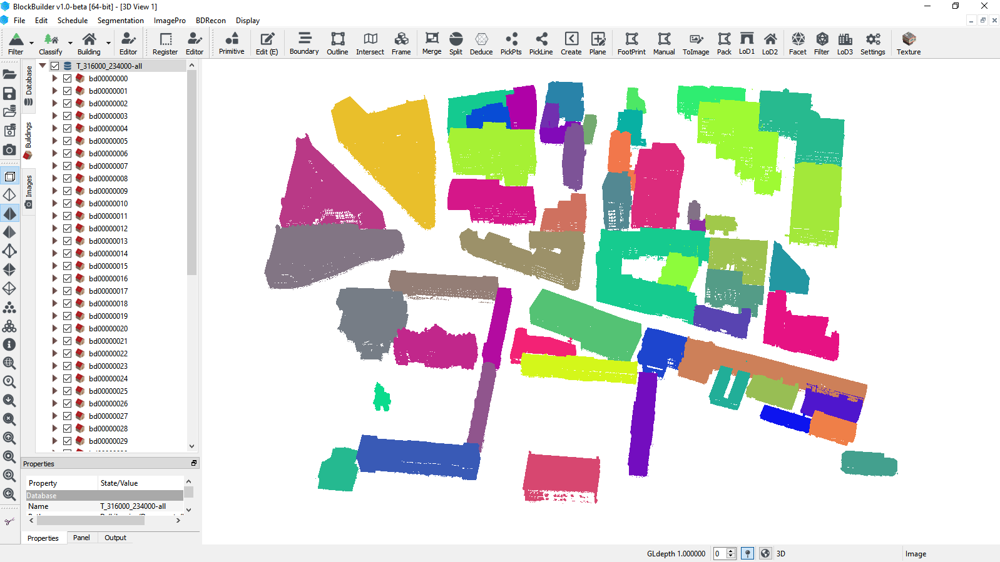 BlockBuilder v1.0-beta [64-bit] - [3D View 1]
File Edit Schedule Segmentation ImagePro BDRecon Display
Filter Classify Building Editor Register Editor Primitive Edit (E) Boundary Outline Intersect Frame Merge Split Deduce PickPts PickLine Create Plane FootPrint Manual ToImage Pack LoD1 LoD2 Facet Filter LoD3 Settings Texture
Database
Buildings
Images
T_316000_234000-all
bd00000000
bd00000001
bd00000002
bd00000003
bd00000004
bd00000005
bd00000006
bd00000007
bd00000008
bd00000009
bd00000010
bd00000011
bd00000012
bd00000013
bd00000014
bd00000015
bd00000016
bd00000017
bd00000018
bd00000019
bd00000020
bd00000021
bd00000022
bd00000023
bd00000024
bd00000025
bd00000026
bd00000027
bd00000028
bd00000029
Properties
Property State/Value
Database
Name T_316000_234000-all
Properties Panel Output
GLdepth 1.000000 0 3D Image